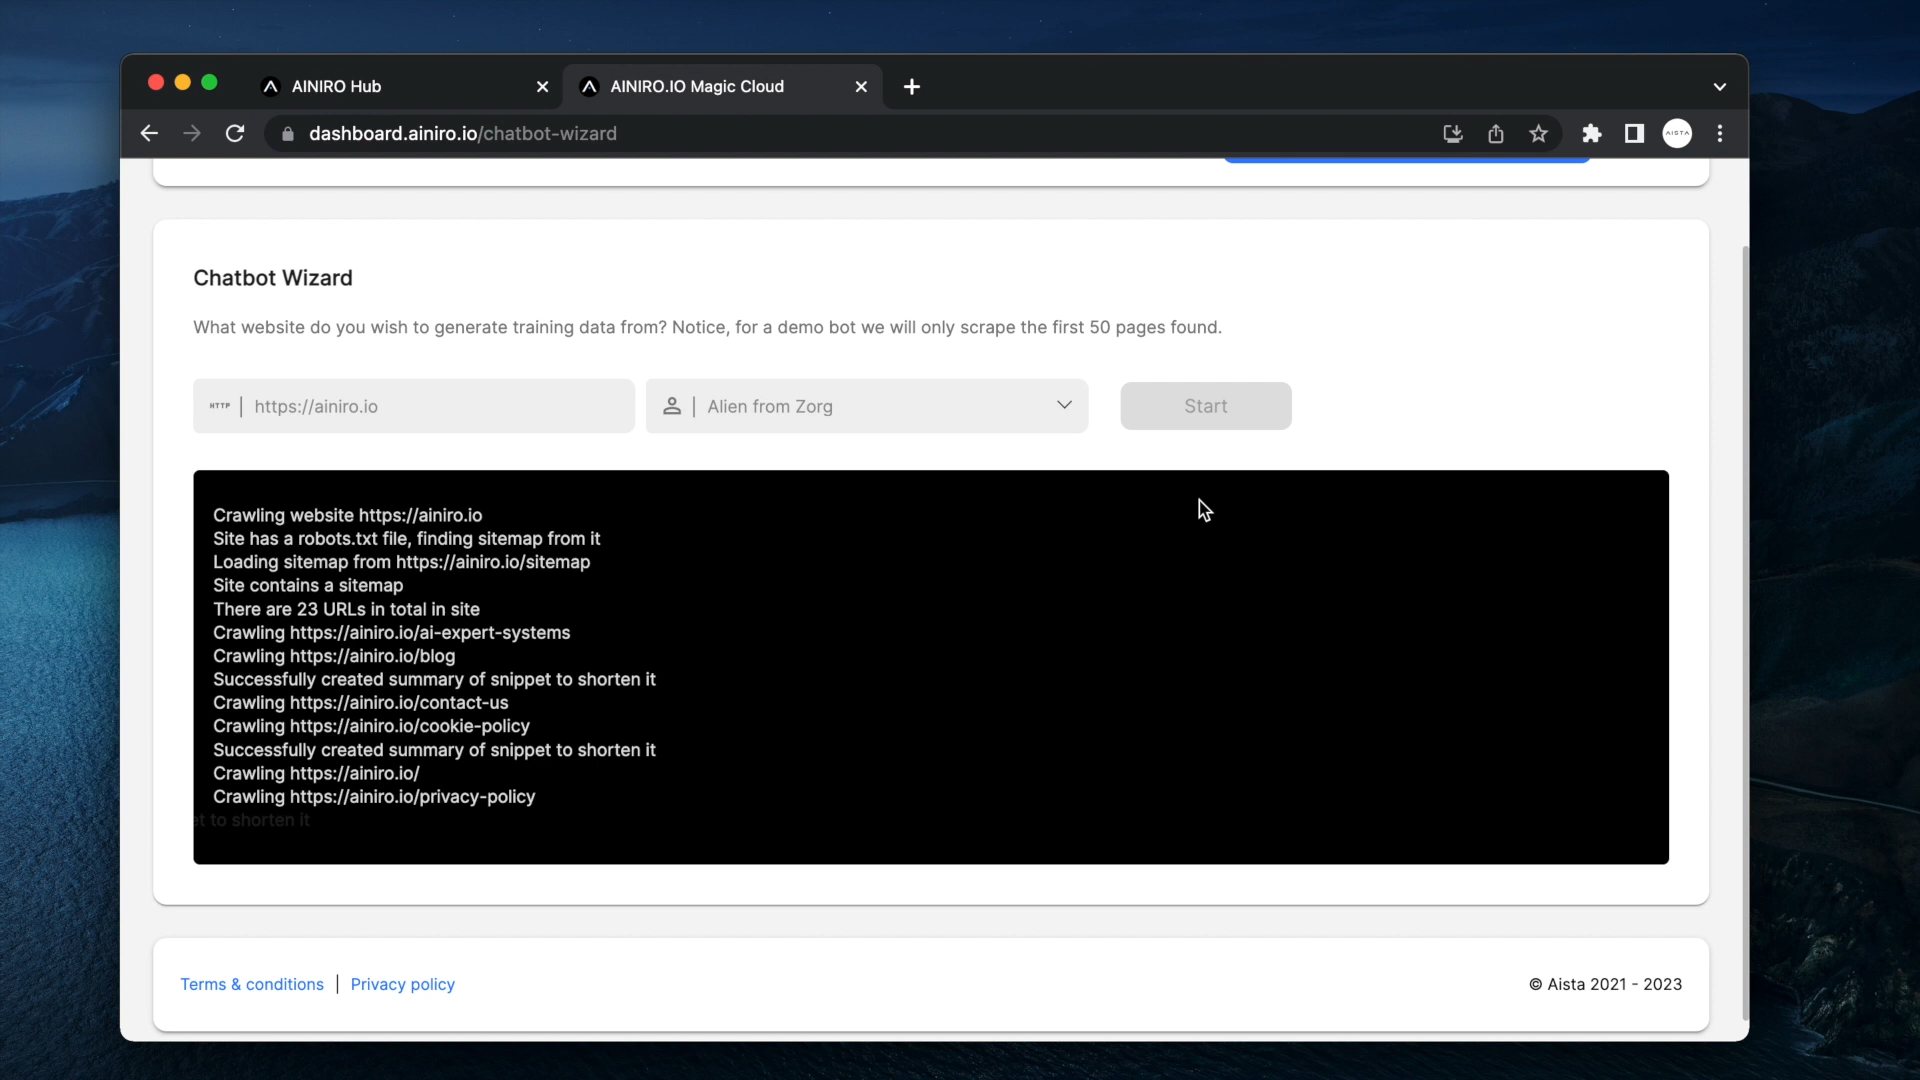 AINIRO Hub
AINIRO.IO Magic Cloud
dashboard.ainiro.io/chatbot-wizard
AISTA
Chatbot Wizard
What website do you wish to generate training data from? Notice, for a demo bot we will only scrape the first 50 pages found.
HTTP | https://ainiro.io
| Alien from Zorg
Start
Crawling website https://ainiro.io
Site has a robots.txt file, finding sitemap from it
Loading sitemap from https://ainiro.io/sitemap
Site contains a sitemap
There are 23 URLs in total in site
Crawling https://ainiro.io/ai-expert-systems
Crawling https://ainiro.io/blog
Successfully created summary of snippet to shorten it
Crawling https://ainiro.io/contact-us
Crawling https://ainiro.io/cookie-policy
Successfully created summary of snippet to shorten it
Crawling https://ainiro.io/
Crawling https://ainiro.io/privacy-policy
et to shorten it
Terms & conditions | Privacy policy
© Aista 2021 - 2023